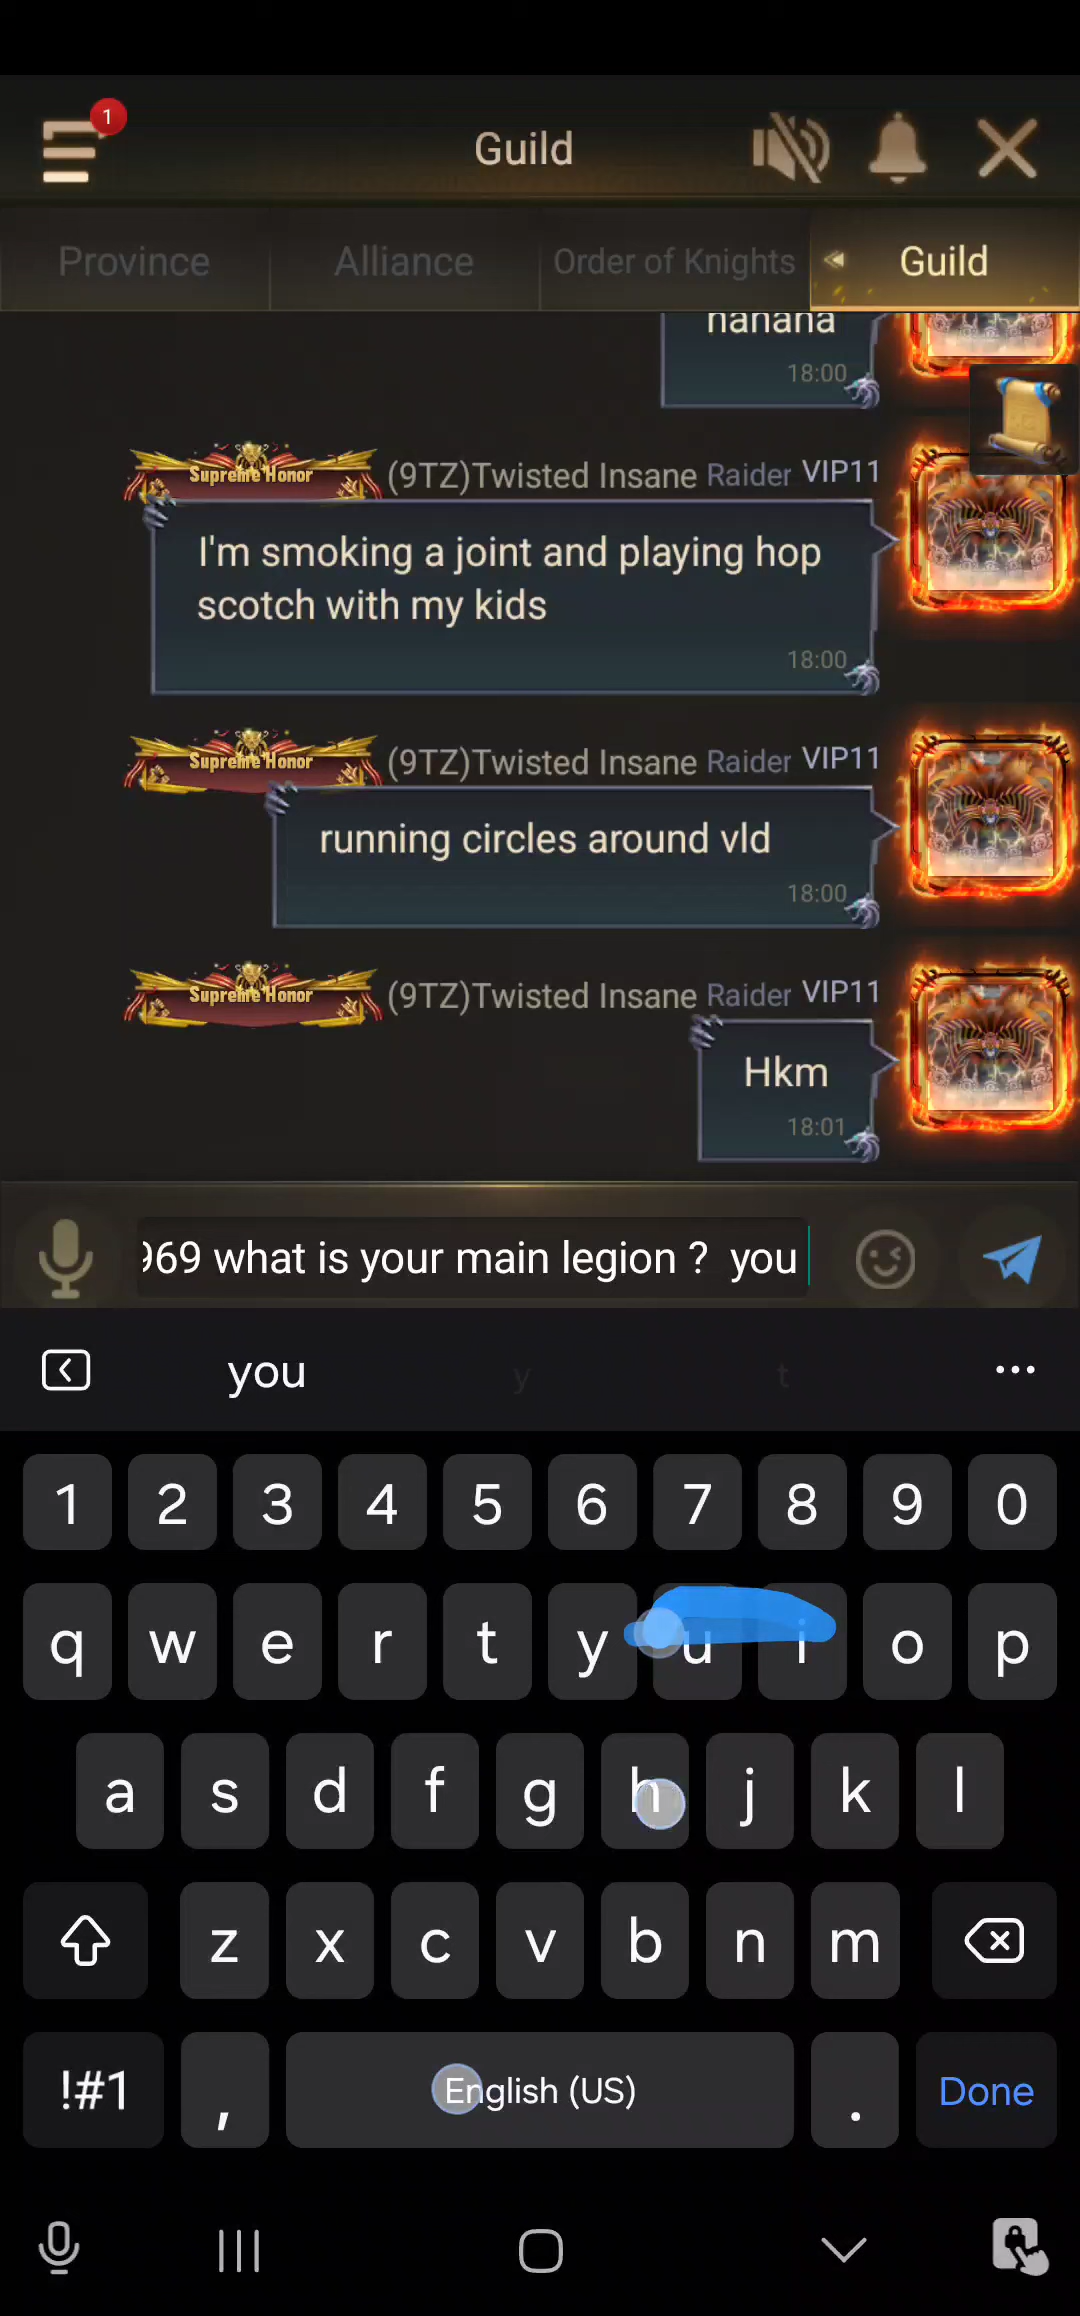 1
Guild
Province
Alliance
Order of Knights
Guild
hahaha
18:00
Supreme Honor (9TZ)Twisted Insane Raider VIP11
I'm smoking a joint and playing hop
scotch with my kids
18:00
Supreme Honor (9TZ)Twisted Insane Raider VIP11
running circles around vld
18:00
Supreme Honor (9TZ)Twisted Insane Raider VIP11
Hkm
18:01
969 what is your main legion ?  you
you
y
t
1 2 3 4 5 6 7 8 9 0
q w e r t y u i o p
a s d f g h j k l
z x c v b n m
!#1 , English (US) . Done